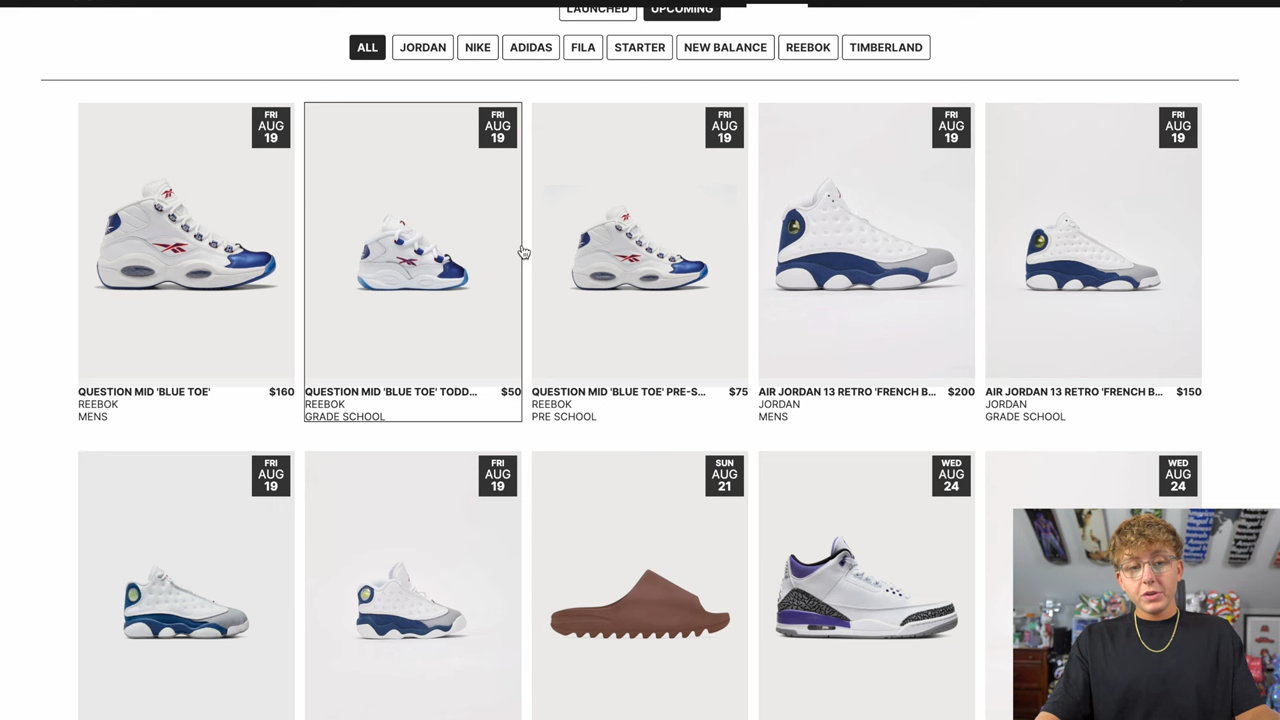 LAUNCHED UPCOMING
ALL JORDAN NIKE ADIDAS FILA STARTER NEW BALANCE REEBOK TIMBERLAND
FRI
AUG
19
FRI
AUG
19
FRI
AUG
19
FRI
AUG
19
FRI
AUG
19
QUESTION MID 'BLUE TOE' $160
REEBOK
MENS
QUESTION MID 'BLUE TOE' TODD... $50
REEBOK
GRADE SCHOOL
QUESTION MID 'BLUE TOE' PRE-S... $75
REEBOK
PRE SCHOOL
AIR JORDAN 13 RETRO 'FRENCH B... $200
JORDAN
MENS
AIR JORDAN 13 RETRO 'FRENCH B... $150
JORDAN
GRADE SCHOOL
FRI
AUG
19
FRI
AUG
19
SUN
AUG
21
WED
AUG
24
WED
AUG
24